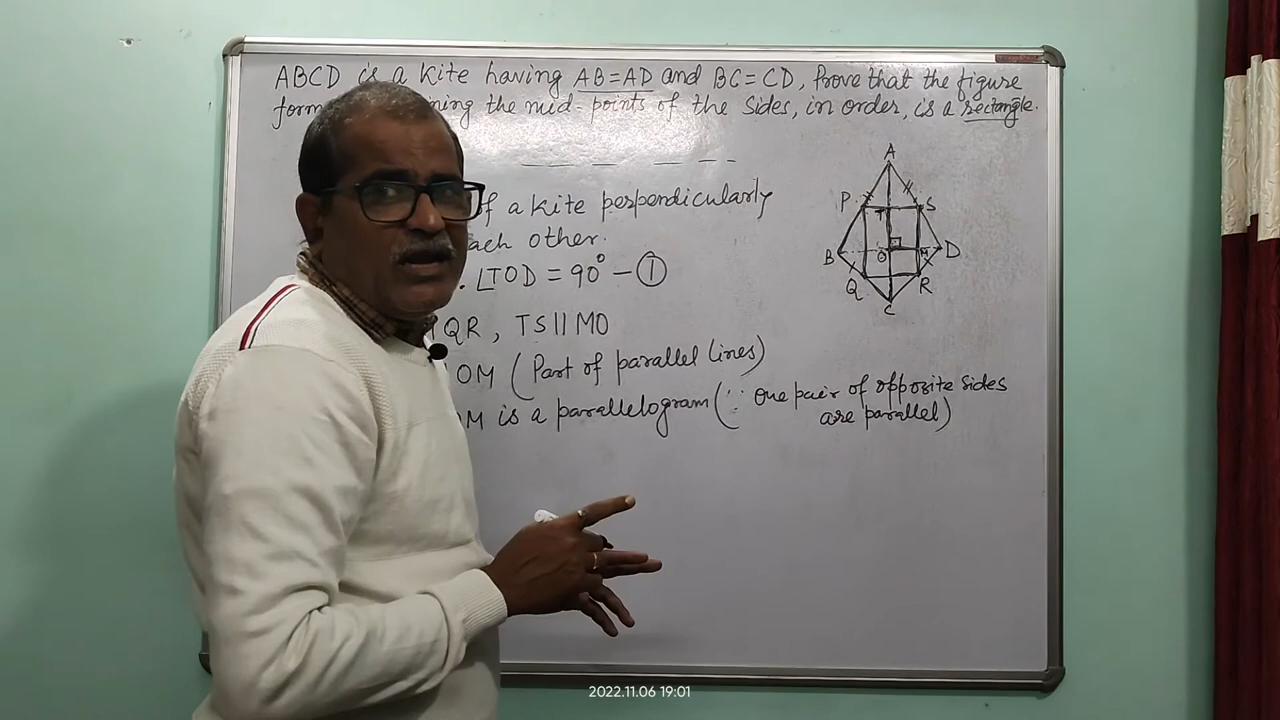 ABCD is a Kite having AB=AD and BC=CD, Prove that the figure
form ning the mid-points of the Sides, in order, is a rectangle.
f a kite perpendicularly
ach other.
∠TOD = 90° – ①
QR, TS||MO
OM (Part of parallel lines)
M is a parallelogram (∵ One pair of opposite sides
are parallel)
A
P S
T
B O M D
Q R
C
2022.11.06 19:01